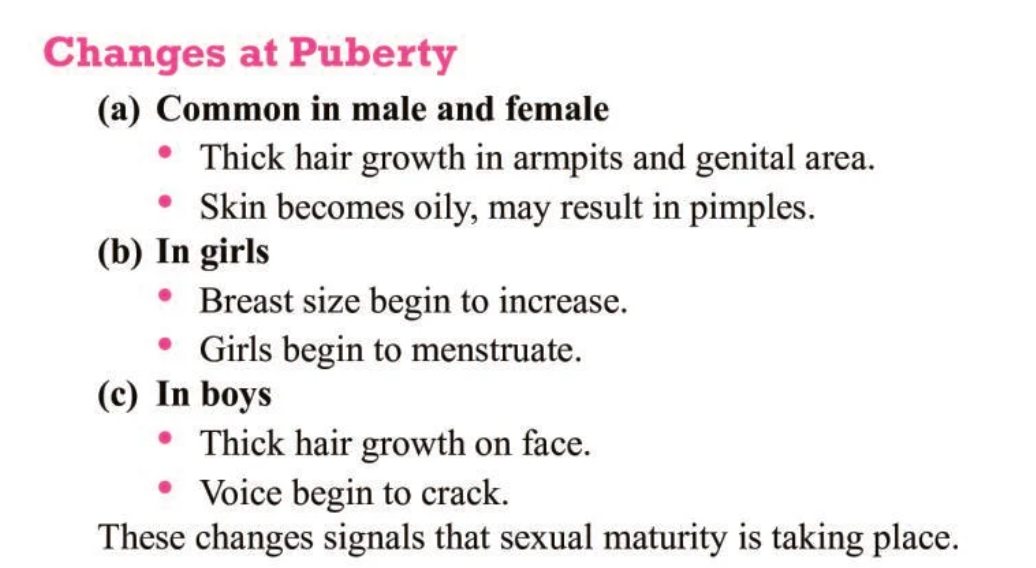 Changes at Puberty
(a) Common in male and female
• Thick hair growth in armpits and genital area.
• Skin becomes oily, may result in pimples.
(b) In girls
• Breast size begin to increase.
• Girls begin to menstruate.
(c) In boys
• Thick hair growth on face.
• Voice begin to crack.
These changes signals that sexual maturity is taking place.